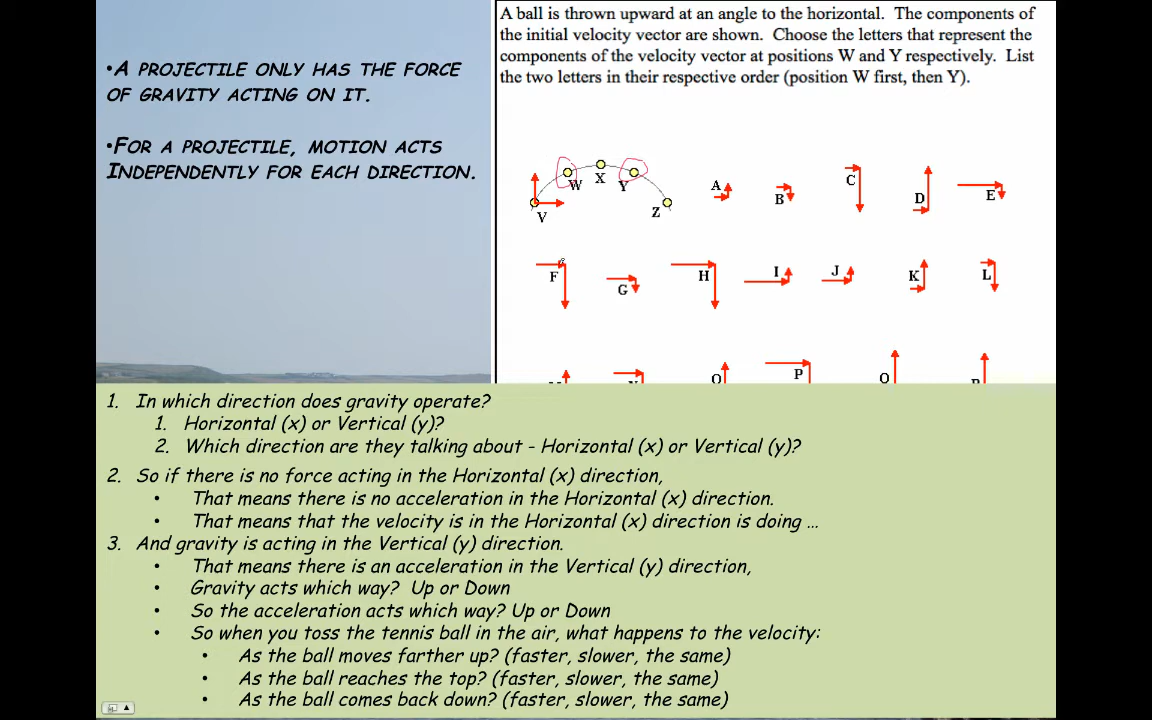 •A PROJECTILE ONLY HAS THE FORCE
OF GRAVITY ACTING ON IT.
•FOR A PROJECTILE, MOTION ACTS
INDEPENDENTLY FOR EACH DIRECTION.
A ball is thrown upward at an angle to the horizontal. The components of
the initial velocity vector are shown. Choose the letters that represent the
components of the velocity vector at positions W and Y respectively. List
the two letters in their respective order (position W first, then Y).
V W X Y Z
A B C D E
F G H I J K L
P
1. In which direction does gravity operate?
1. Horizontal (x) or Vertical (y)?
2. Which direction are they talking about - Horizontal (x) or Vertical (y)?
2. So if there is no force acting in the Horizontal (x) direction,
• That means there is no acceleration in the Horizontal (x) direction.
• That means that the velocity is in the Horizontal (x) direction is doing …
3. And gravity is acting in the Vertical (y) direction.
• That means there is an acceleration in the Vertical (y) direction,
• Gravity acts which way? Up or Down
• So the acceleration acts which way? Up or Down
• So when you toss the tennis ball in the air, what happens to the velocity:
• As the ball moves farther up? (faster, slower, the same)
• As the ball reaches the top? (faster, slower, the same)
• As the ball comes back down? (faster, slower, the same)